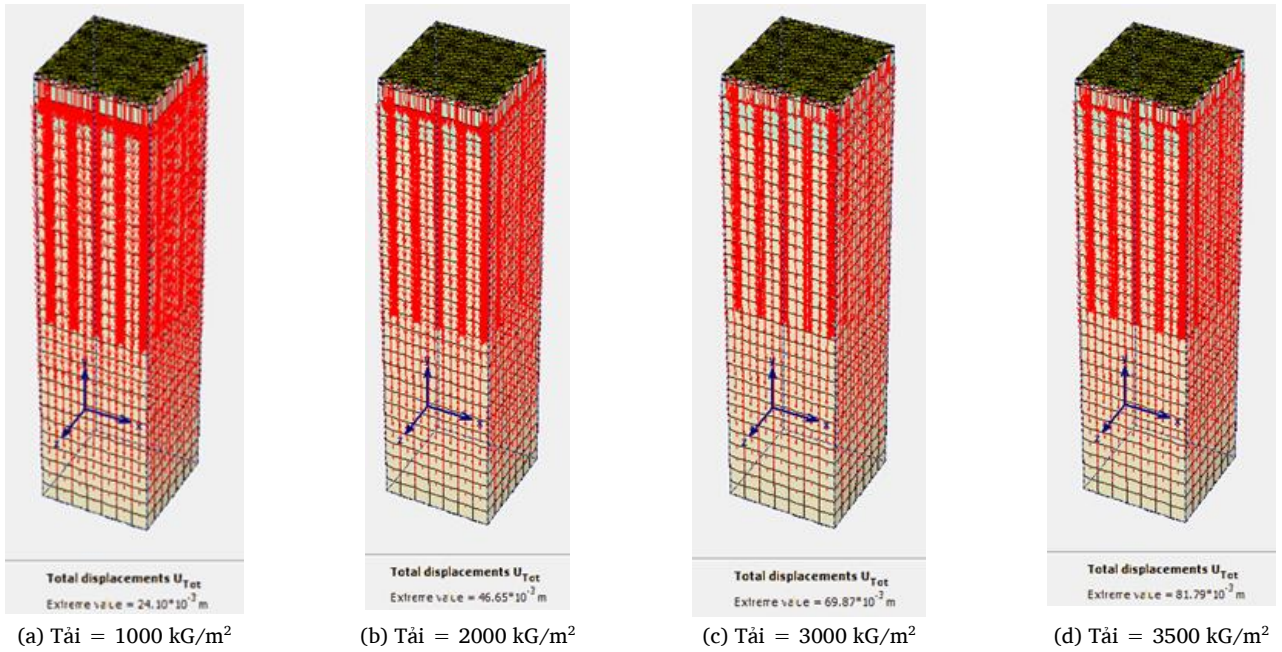 Total displacements U_Tot
Extreme value = 24.10*10⁻³ m
(a) Tải = 1000 kG/m²
Total displacements U_Tot
Extreme value = 46.65*10⁻³ m
(b) Tải = 2000 kG/m²
Total displacements U_Tot
Extreme value = 69.87*10⁻³ m
(c) Tải = 3000 kG/m²
Total displacements U_Tot
Extreme value = 81.79*10⁻³ m
(d) Tải = 3500 kG/m²